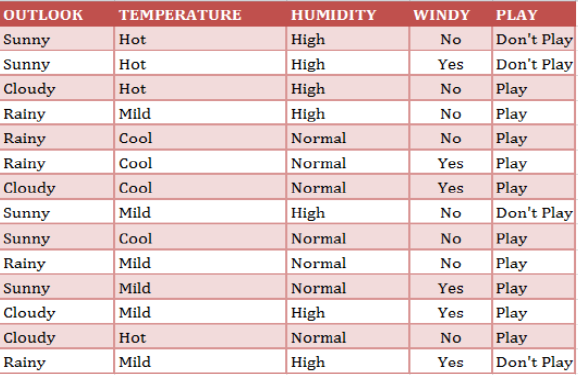 OUTLOOK TEMPERATURE HUMIDITY WINDY PLAY
Sunny Hot High No Don't Play
Sunny Hot High Yes Don't Play
Cloudy Hot High No Play
Rainy Mild High No Play
Rainy Cool Normal No Play
Rainy Cool Normal Yes Play
Cloudy Cool Normal Yes Play
Sunny Mild High No Don't Play
Sunny Cool Normal No Play
Rainy Mild Normal No Play
Sunny Mild Normal Yes Play
Cloudy Mild High Yes Play
Cloudy Hot Normal No Play
Rainy Mild High Yes Don't Play